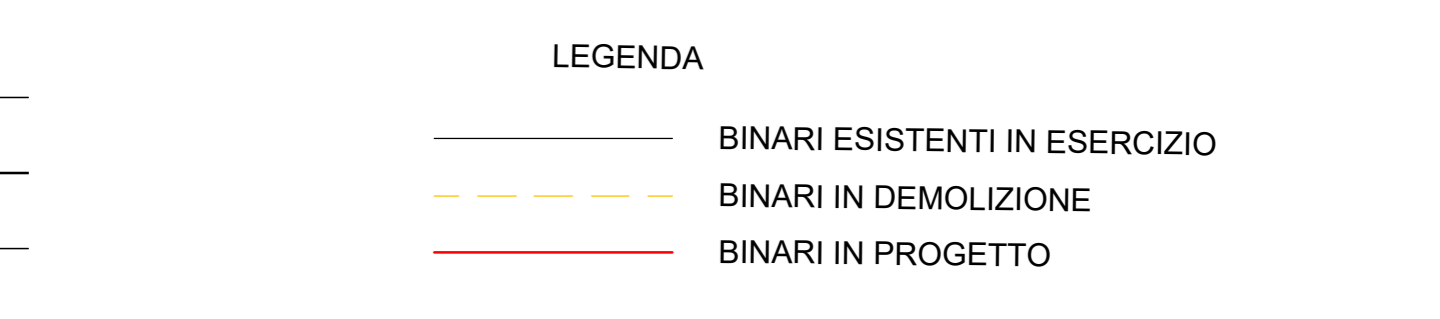 LEGENDA
BINARI ESISTENTI IN ESERCIZIO
BINARI IN DEMOLIZIONE
BINARI IN PROGETTO